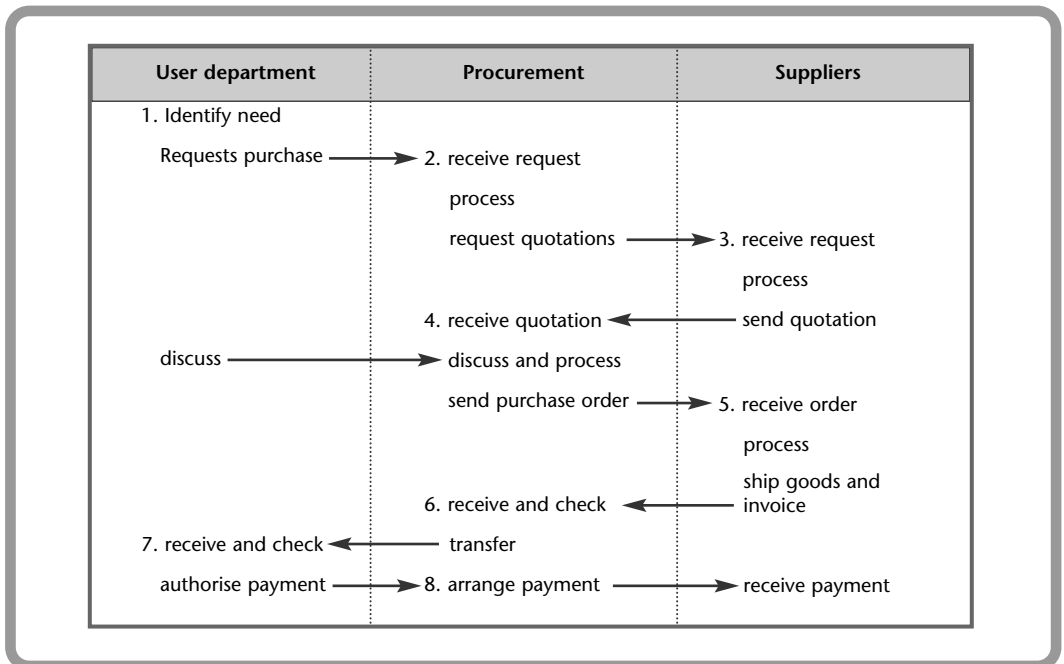 User department Procurement Suppliers
1. Identify need
Requests purchase 2. receive request
process
request quotations 3. receive request
process
4. receive quotation send quotation
discuss discuss and process
send purchase order 5. receive order
process
ship goods and
6. receive and check invoice
7. receive and check transfer
authorise payment 8. arrange payment receive payment